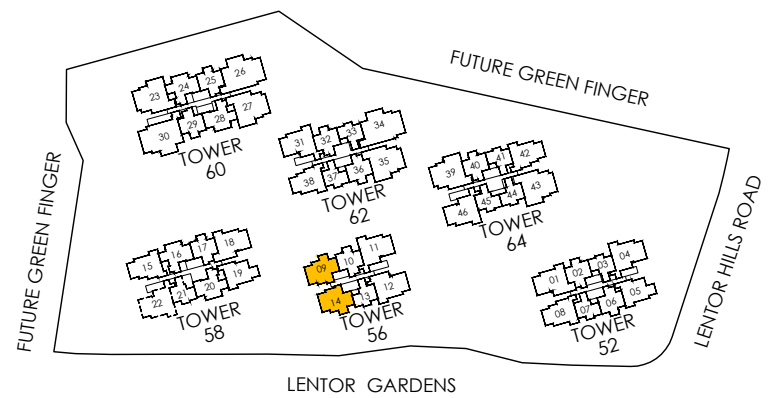 FUTURE GREEN FINGER
FUTURE GREEN FINGER
23 24 25 26
30 29 28 27
TOWER
60
31 32 33 34
38 37 36 35
TOWER
62
39 40 41 42
46 45 44 43
TOWER
64
15 16 17 18
22 21 20 19
TOWER
58
09 10 11
14 13 12
TOWER
56
01 02 03 04
08 07 06 05
TOWER
52
LENTOR HILLS ROAD
LENTOR GARDENS